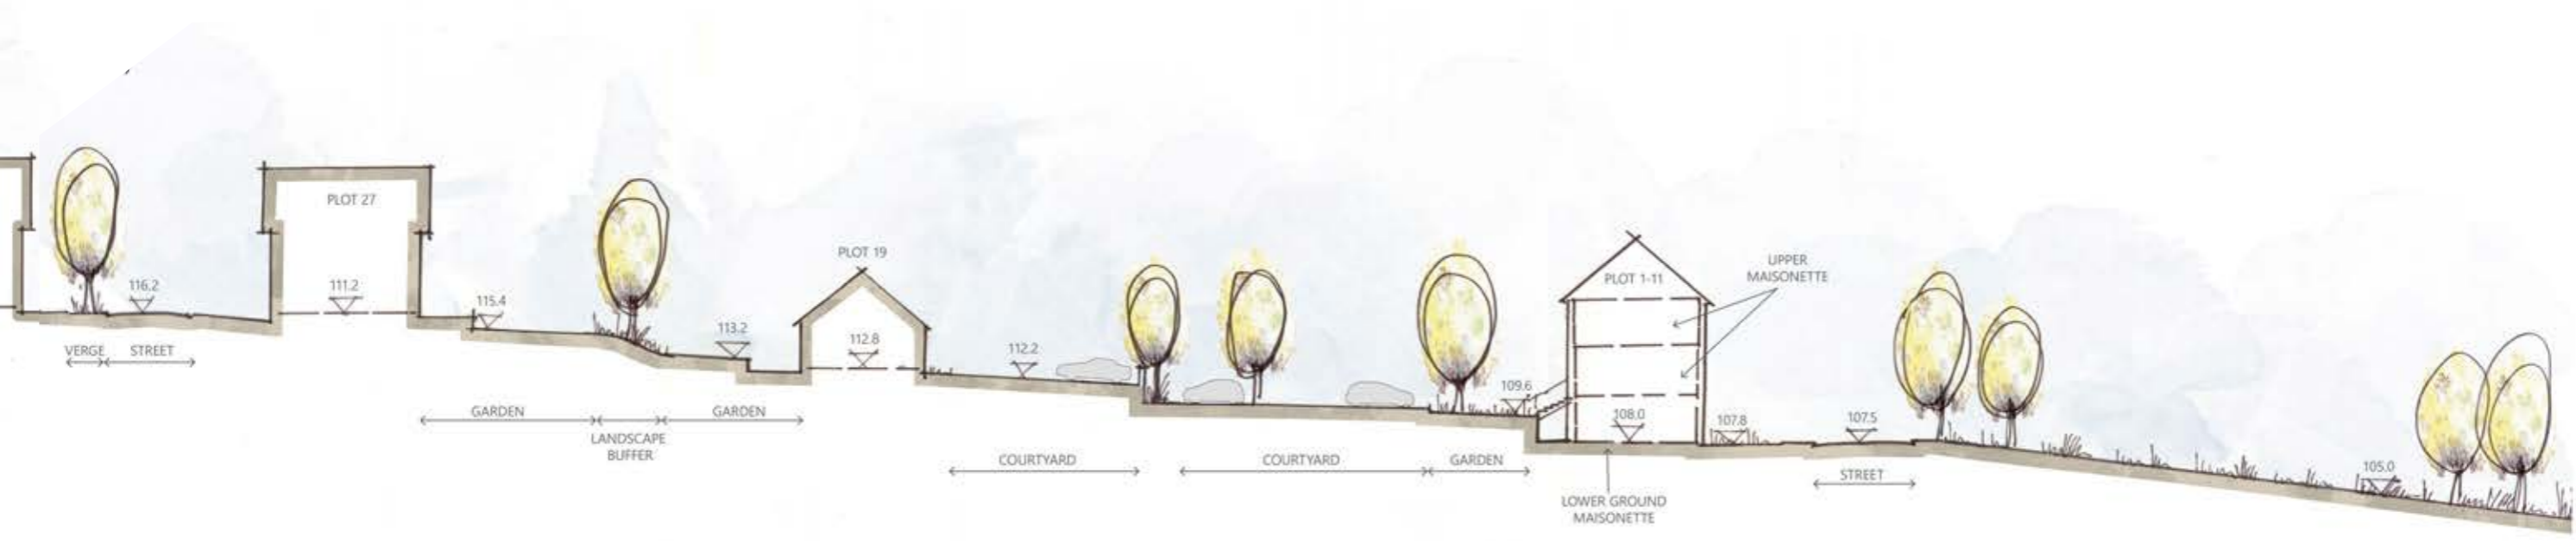 PLOT 27
116.2
111.2
115.4
VERGE
STREET
113.2
PLOT 19
112.8
112.2
GARDEN
LANDSCAPE
BUFFER
GARDEN
COURTYARD
COURTYARD
GARDEN
109.6
PLOT 1-11
UPPER
MAISONETTE
108.0
107.8
107.5
LOWER GROUND
MAISONETTE
STREET
105.0